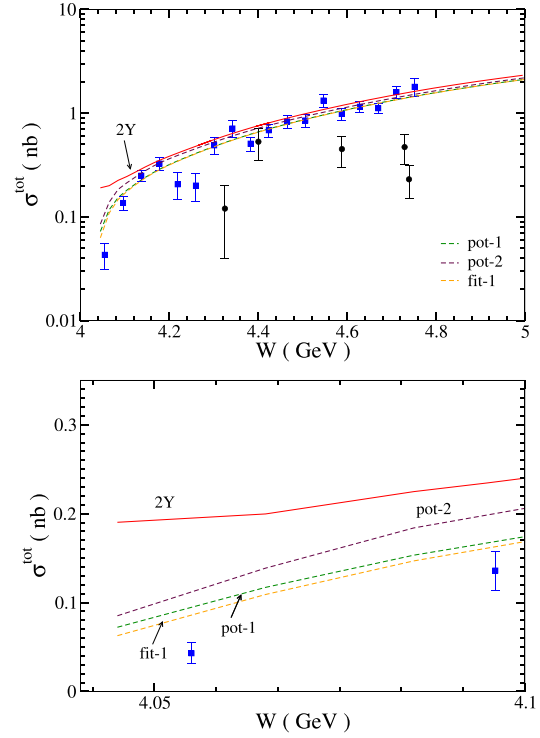 10
1
0.1
0.01
σ^tot ( nb )
2Y
pot-1
pot-2
fit-1
4 4.2 4.4 4.6 4.8 5
W ( GeV )
0.3
0.2
0.1
0
σ^tot ( nb )
2Y
pot-2
pot-1
fit-1
4.05 4.1
W ( GeV )